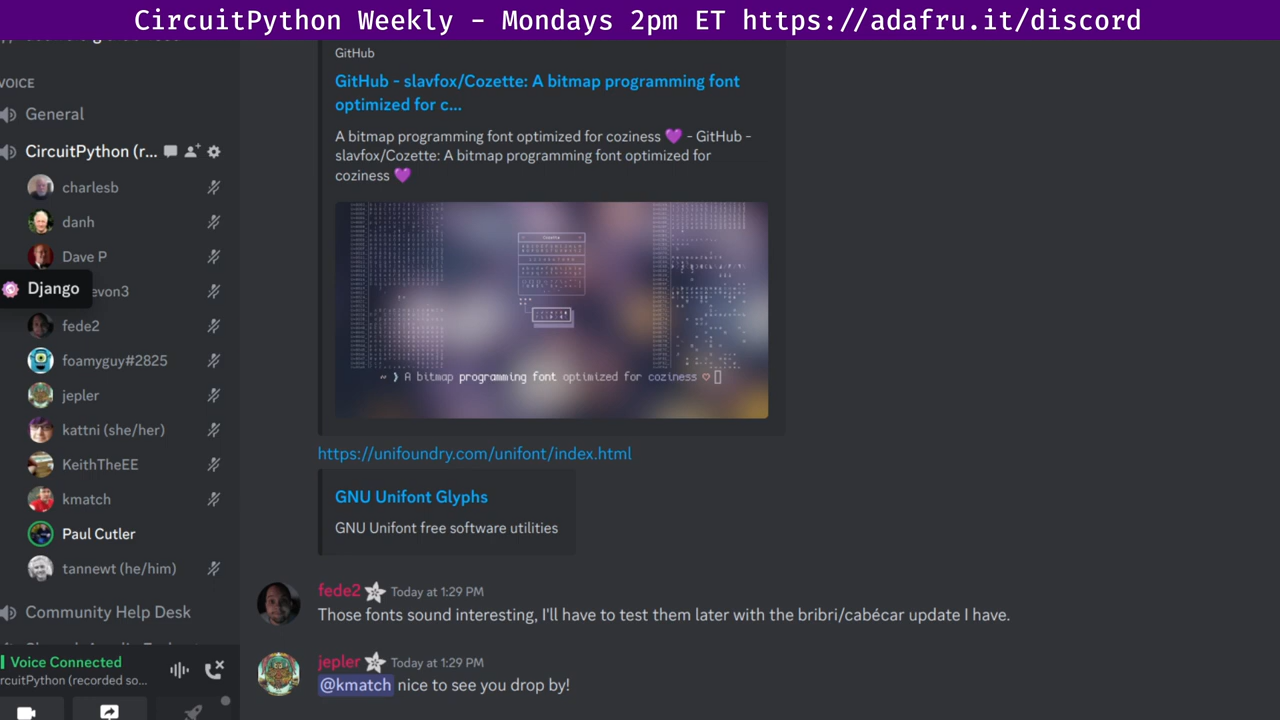 CircuitPython Weekly - Mondays 2pm ET https://adafru.it/discord
VOICE
General
CircuitPython (r...
charlesb
danh
Dave P
Django
evon3
fede2
foamyguy#2825
jepler
kattni (she/her)
KeithTheEE
kmatch
Paul Cutler
tannewt (he/him)
Community Help Desk
Voice Connected
rcuitPython (recorded so...
GitHub
GitHub - slavfox/Cozette: A bitmap programming font
optimized for c...
A bitmap programming font optimized for coziness 💜 - GitHub -
slavfox/Cozette: A bitmap programming font optimized for
coziness 💜
Cozette
~ ❯ A bitmap programming font optimized for coziness ♡
https://unifoundry.com/unifont/index.html
GNU Unifont Glyphs
GNU Unifont free software utilities
fede2 Today at 1:29 PM
Those fonts sound interesting, I'll have to test them later with the bribri/cabécar update I have.
jepler Today at 1:29 PM
@kmatch nice to see you drop by!